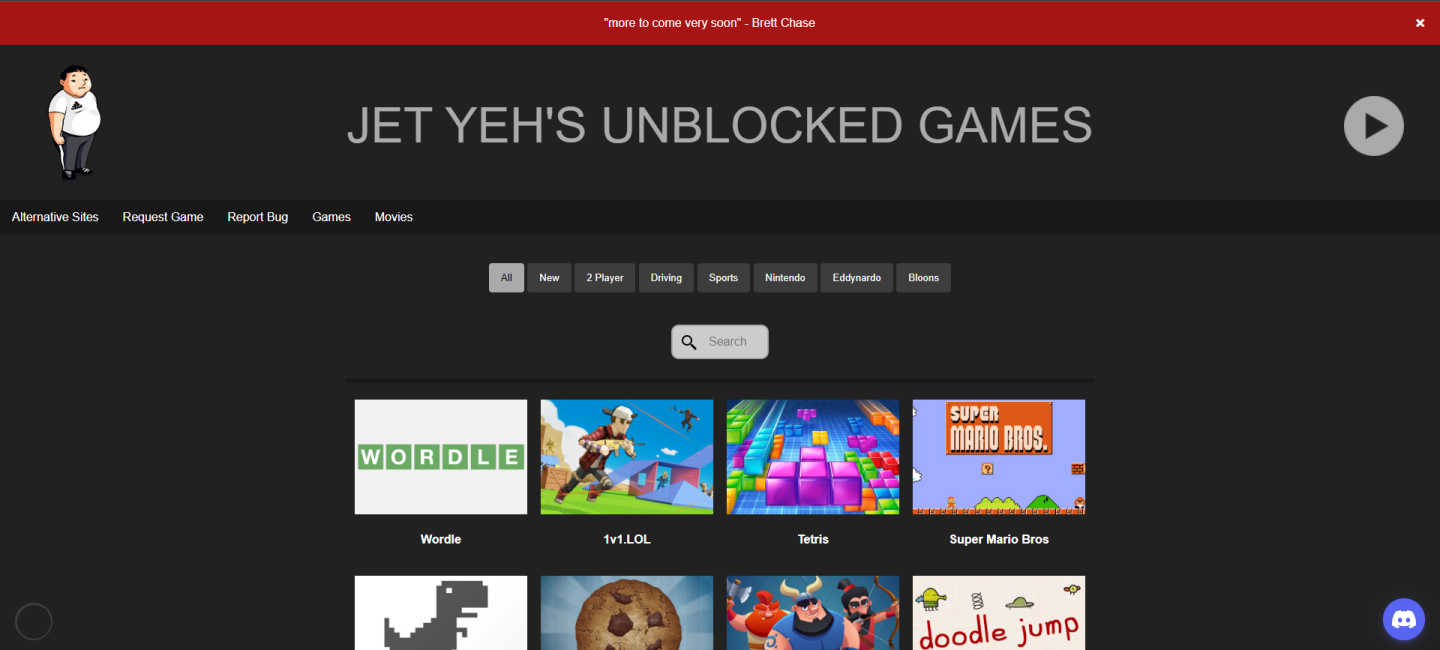 "more to come very soon" - Brett Chase
JET YEH'S UNBLOCKED GAMES
Alternative Sites Request Game Report Bug Games Movies
All New 2 Player Driving Sports Nintendo Eddynardo Bloons
Search
WORDLE
SUPER
MARIO BROS.
?
Wordle 1v1.LOL Tetris Super Mario Bros
doodle jump